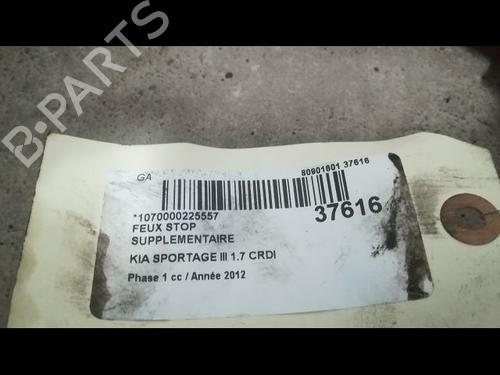 B-PARTS
GA
80901601 37616
*1070000225557
37616
FEUX STOP
SUPPLEMENTAIRE
KIA SPORTAGE III 1.7 CRDI
Phase 1 cc / Année 2012